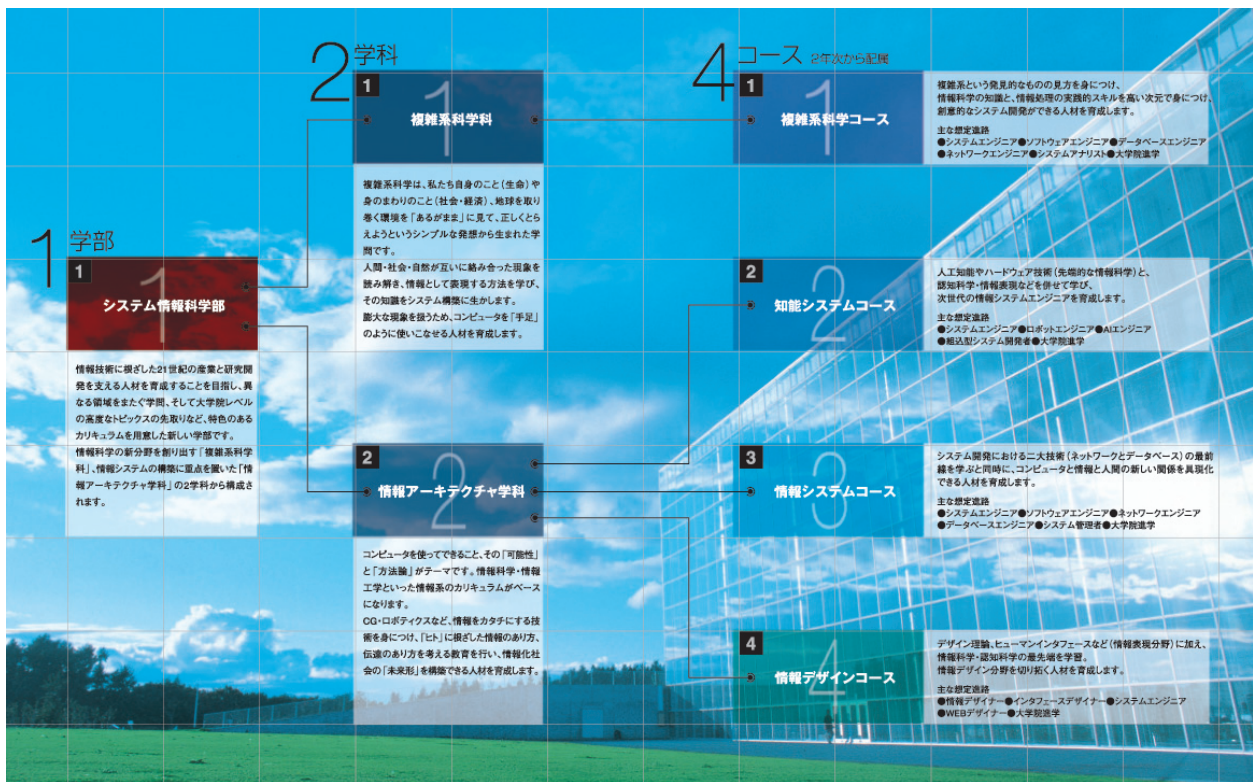 1 学部
1
システム情報科学部
情報技術に根ざした21世紀の産業と研究開
発を支える人材を育成することを目指し、異
なる領域をまたぐ学問、そして大学院レベル
の高度なトピックスの先取りなど、特色のある
カリキュラムを用意した新しい学部です。
情報科学の新分野を創り出す「複雑系科学
科」、情報システムの構築に重点を置いた「情
報アーキテクチャ学科」の2学科から構成さ
れます。
2 学科
1
複雑系科学科
複雑系科学は、私たち自身のこと(生命)や
身のまわりのこと(社会・経済)、地球を取り
巻く環境を「あるがまま」に見て、正しくとら
えようというシンプルな発想から生まれた学
問です。
人間・社会・自然が互いに絡み合った現象を
読み解き、情報として表現する方法を学び、
その知識をシステム構築に生かします。
膨大な現象を扱うため、コンピュータを「手足」
のように使いこなせる人材を育成します。
2
情報アーキテクチャ学科
コンピュータを使ってできること、その「可能性」
と「方法論」がテーマです。情報科学・情報
工学といった情報系のカリキュラムがベース
になります。
CG・ロボティクスなど、情報をカタチにする技
術を身につけ、「ヒト」に根ざした情報のあり方、
伝達のあり方を考える教育を行い、情報化社
会の「未来形」を構築できる人材を育成します。
4 コース 2年次から配属
1
複雑系科学コース
複雑系という発見的なものの見方を身につけ、
情報科学の知識と、情報処理の実践的スキルを高い次元で身につけ、
創意的なシステム開発ができる人材を育成します。
主な想定進路
●システムエンジニア●ソフトウェアエンジニア●データベースエンジニア
●ネットワークエンジニア●システムアナリスト●大学院進学
2
知能システムコース
人工知能やハードウェア技術(先端的な情報科学)と、
認知科学・情報表現などを併せて学び、
次世代の情報システムエンジニアを育成します。
主な想定進路
●システムエンジニア●ロボットエンジニア●AIエンジニア
●組込型システム開発者●大学院進学
3
情報システムコース
システム開発における二大技術(ネットワークとデータベース)の最前
線を学ぶと同時に、コンピュータと情報と人間の新しい関係を具現化
できる人材を育成します。
主な想定進路
●システムエンジニア●ソフトウェアエンジニア●ネットワークエンジニア
●データベースエンジニア●システム管理者●大学院進学
4
情報デザインコース
デザイン理論、ヒューマンインタフェースなど(情報表現分野)に加え、
情報科学・認知科学の最先端を学習。
情報デザイン分野を切り拓く人材を育成します。
主な想定進路
●情報デザイナー●インタフェースデザイナー●システムエンジニア
●WEBデザイナー●大学院進学